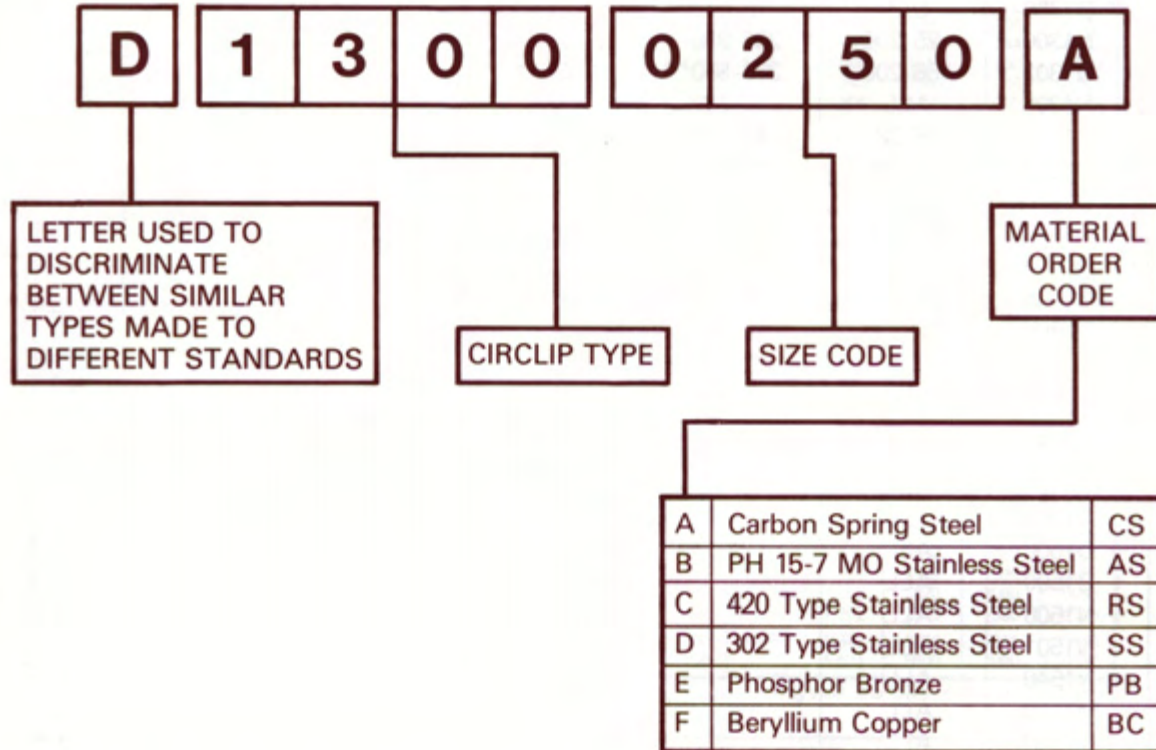 D 1 3 0 0 0 2 5 0 A
LETTER USED TO
DISCRIMINATE
BETWEEN SIMILAR
TYPES MADE TO
DIFFERENT STANDARDS
CIRCLIP TYPE
SIZE CODE
MATERIAL
ORDER
CODE
A Carbon Spring Steel CS
B PH 15-7 MO Stainless Steel AS
C 420 Type Stainless Steel RS
D 302 Type Stainless Steel SS
E Phosphor Bronze PB
F Beryllium Copper BC